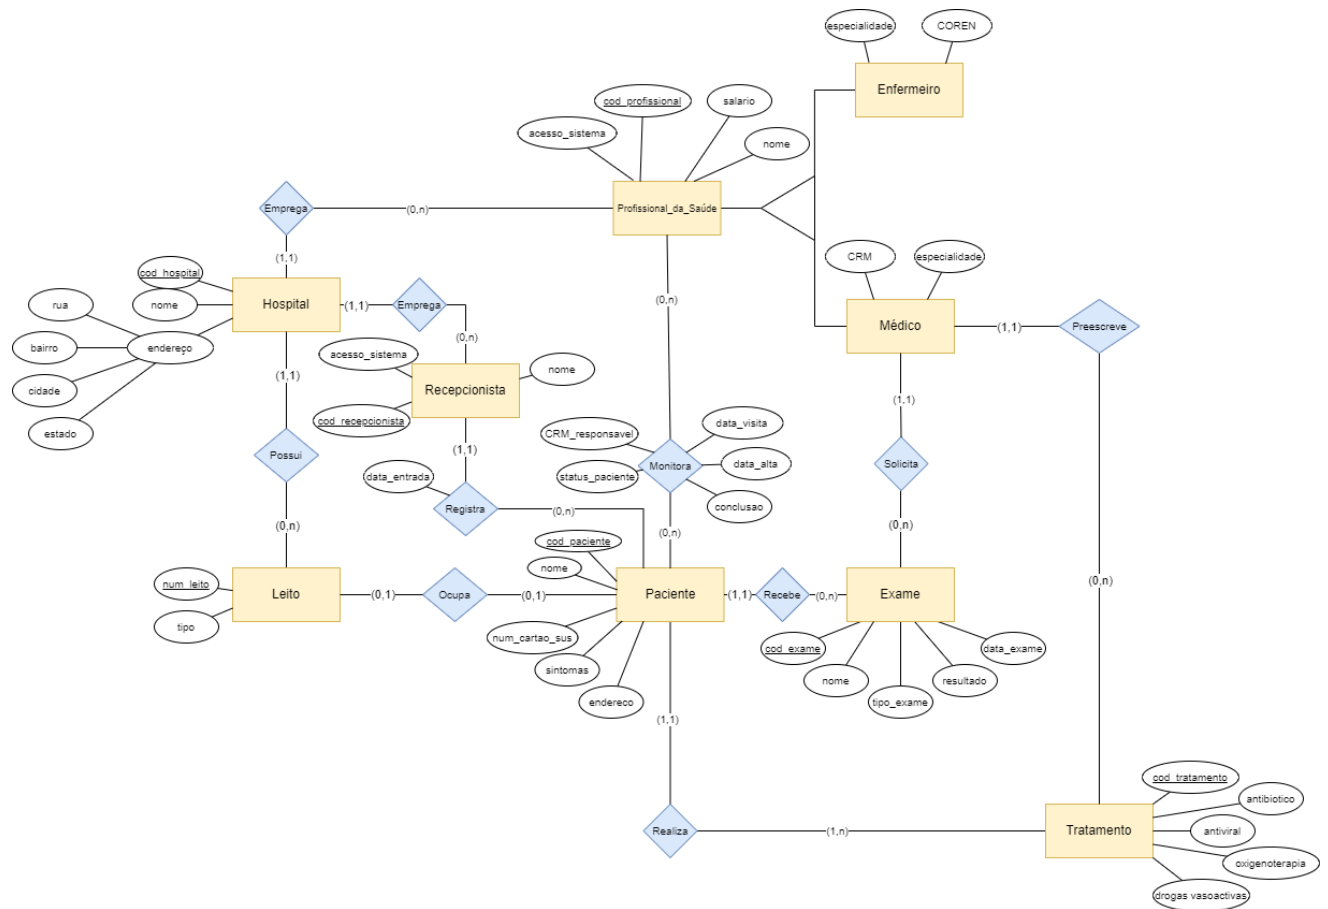 especialidade
COREN
Enfermeiro
cod_profissional
salario
acesso_sistema
nome
Profissional_da_Saúde
Emprega
(0,n)
(1,1)
CRM
especialidade
cod_hospital
nome
Hospital
(1,1)
Emprega
(0,n)
rua
bairro
endereço
cidade
estado
(0,n)
Médico
(1,1)
Preescreve
acesso_sistema
nome
Recepcionista
cod_recepcionista
(1,1)
(1,1)
(1,1)
Possui
data_entrada
Registra
(0,n)
CRM_responsavel
data_visita
status_paciente
Monitora
data_alta
conclusao
Solicita
(0,n)
(0,n)
(0,n)
cod_paciente
nome
num_leito
Leito
tipo
(0,1)
Ocupa
(0,1)
Paciente
(1,1)
Recebe
(0,n)
Exame
(0,n)
num_cartao_sus
sintomas
endereco
cod_exame
nome
tipo_exame
resultado
data_exame
(1,1)
Realiza
(1,n)
Tratamento
cod_tratamento
antibiotico
antiviral
oxigenoterapia
drogas vasoactivas